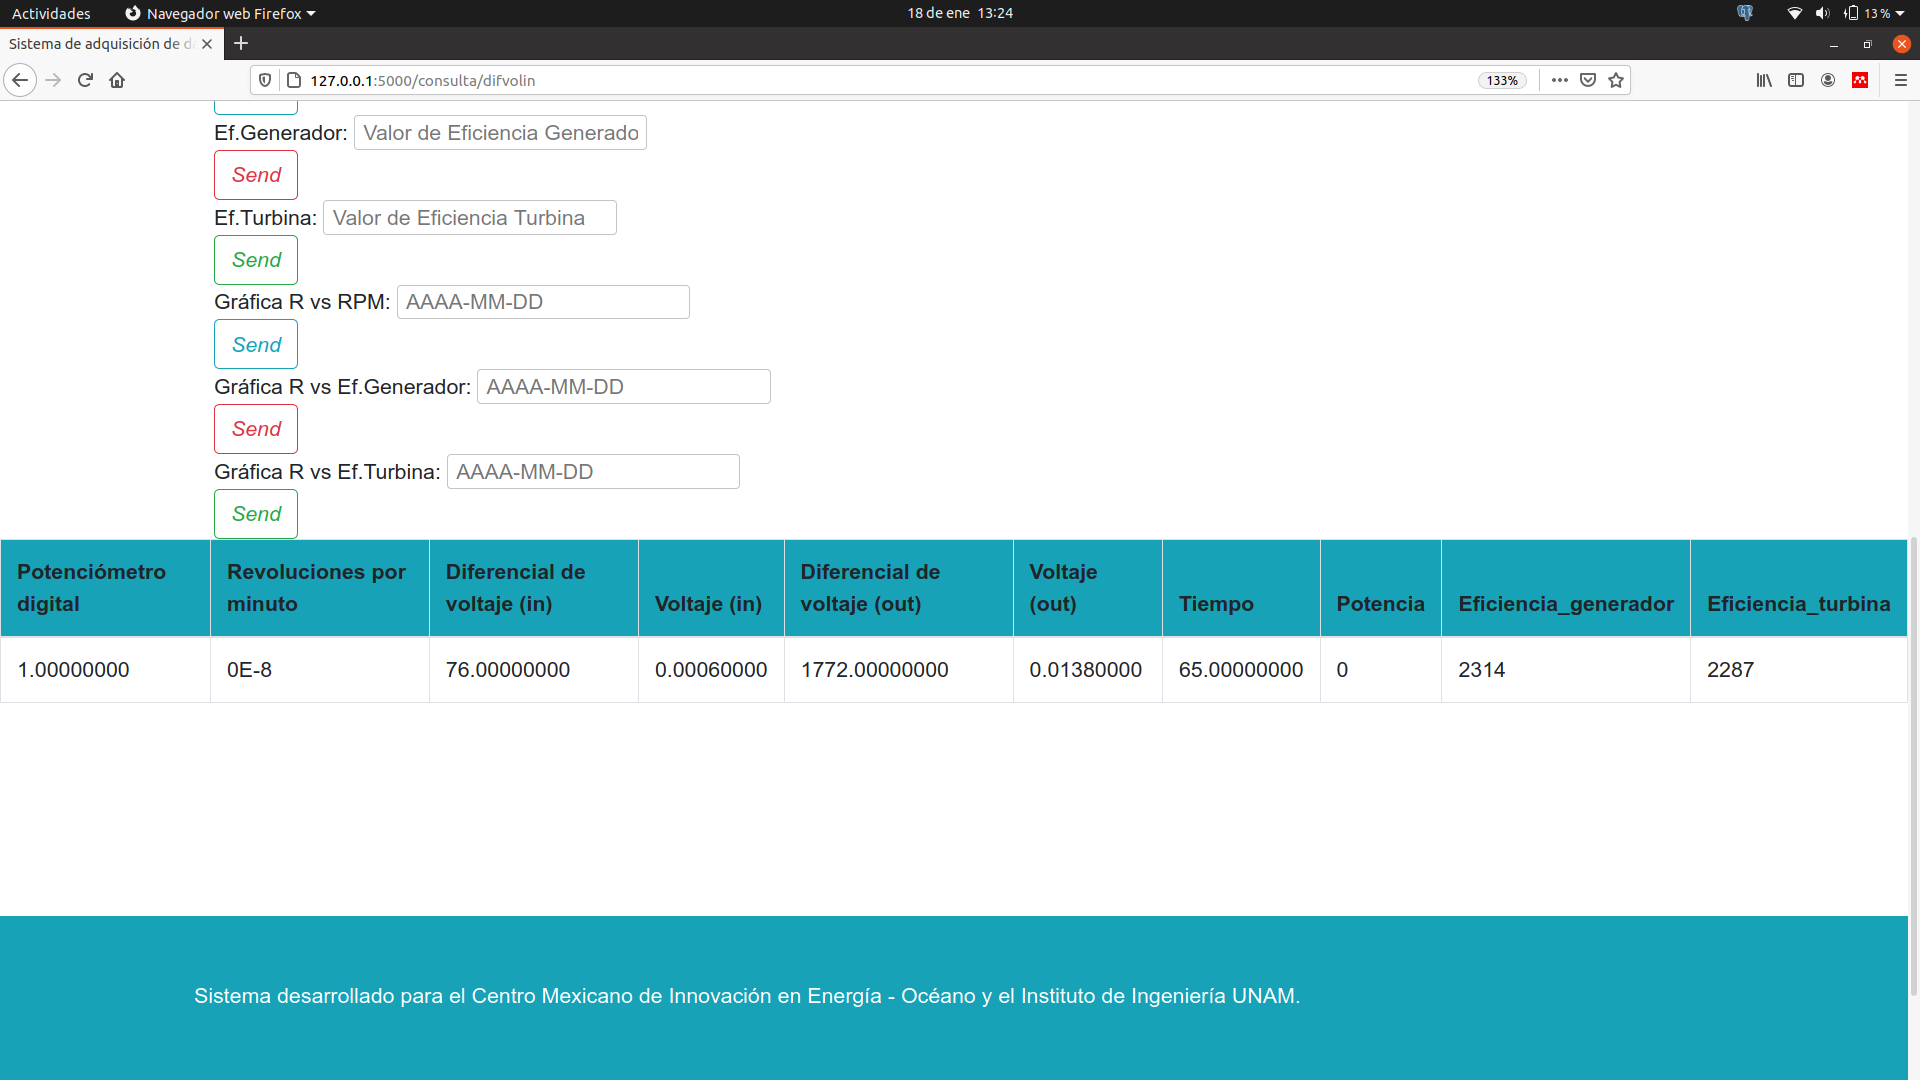 Actividades Navegador web Firefox 18 de ene 13:24 13 %
Sistema de adquisición de d
127.0.0.1:5000/consulta/difvolin 133%
Ef.Generador: Valor de Eficiencia Generado
Send
Ef.Turbina: Valor de Eficiencia Turbina
Send
Gráfica R vs RPM: AAAA-MM-DD
Send
Gráfica R vs Ef.Generador: AAAA-MM-DD
Send
Gráfica R vs Ef.Turbina: AAAA-MM-DD
Send
Potenciómetro digital Revoluciones por minuto Diferencial de voltaje (in) Voltaje (in) Diferencial de voltaje (out) Voltaje (out) Tiempo Potencia Eficiencia_generador Eficiencia_turbina
1.00000000 0E-8 76.00000000 0.00060000 1772.00000000 0.01380000 65.00000000 0 2314 2287
Sistema desarrollado para el Centro Mexicano de Innovación en Energía - Océano y el Instituto de Ingeniería UNAM.